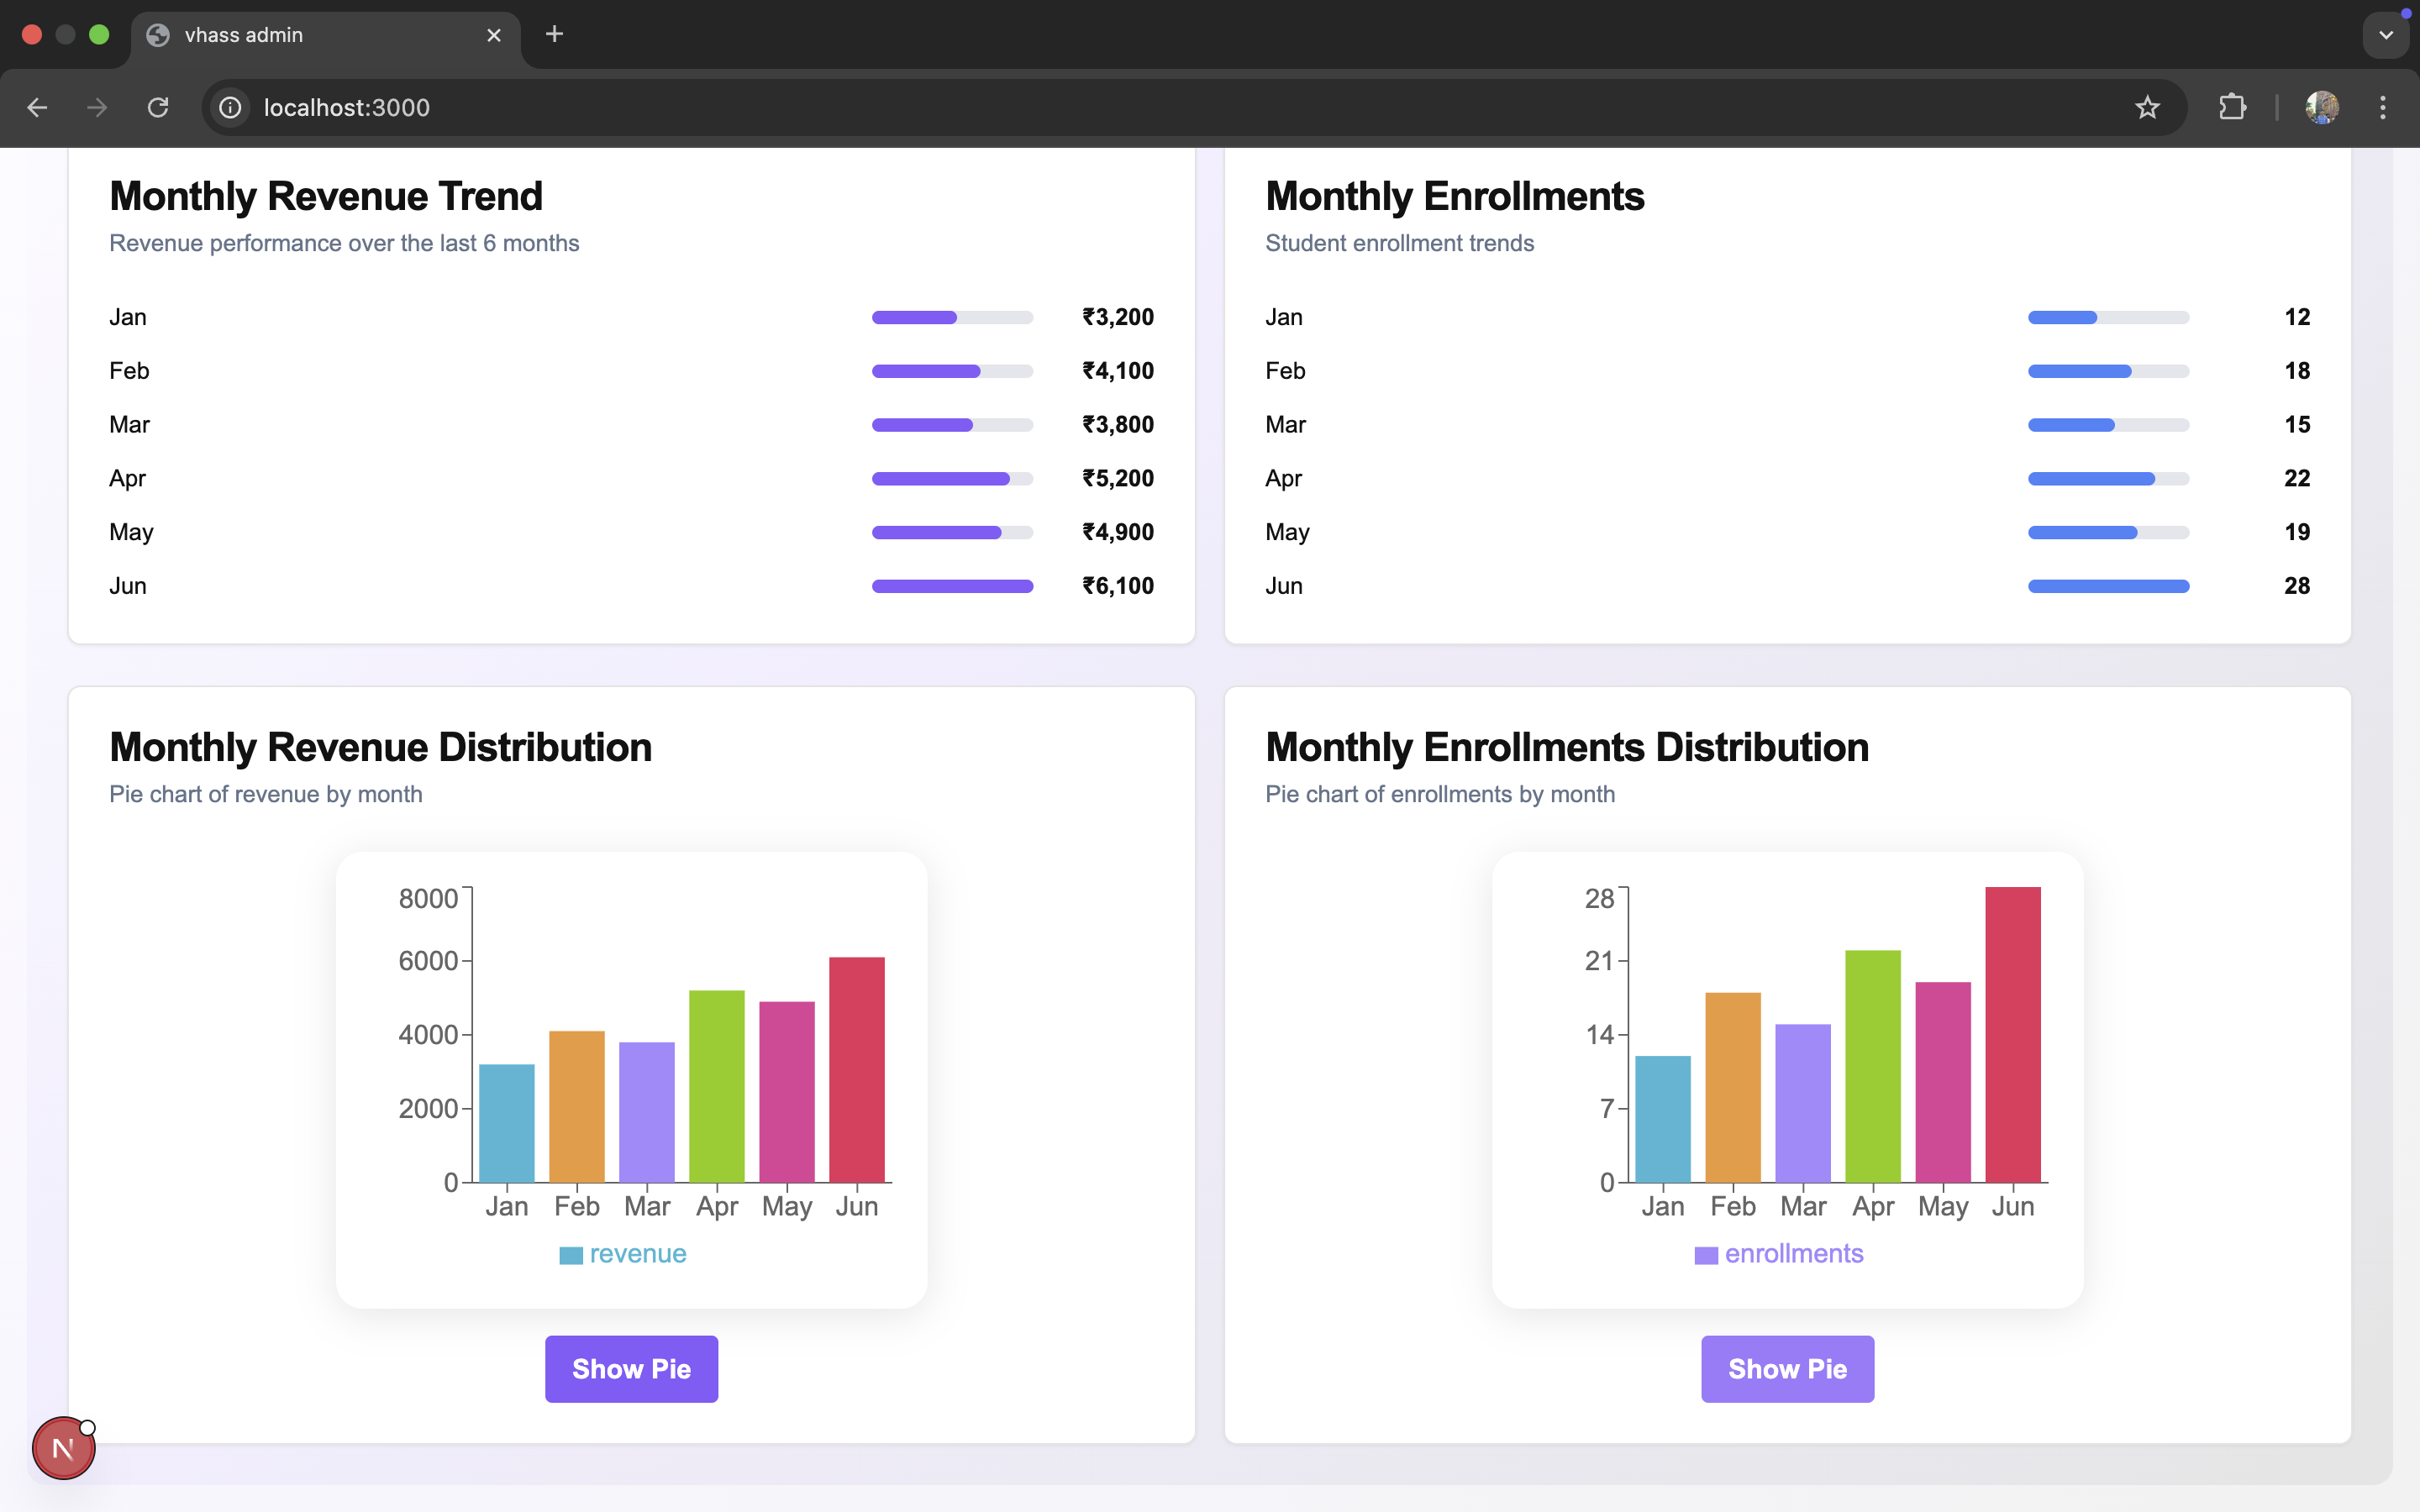 vhass admin
localhost:3000
Monthly Revenue Trend
Revenue performance over the last 6 months
Jan ₹3,200
Feb ₹4,100
Mar ₹3,800
Apr ₹5,200
May ₹4,900
Jun ₹6,100
Monthly Enrollments
Student enrollment trends
Jan 12
Feb 18
Mar 15
Apr 22
May 19
Jun 28
Monthly Revenue Distribution
Pie chart of revenue by month
8000
6000
4000
2000
0
Jan Feb Mar Apr May Jun
revenue
Show Pie
Monthly Enrollments Distribution
Pie chart of enrollments by month
28
21
14
7
0
Jan Feb Mar Apr May Jun
enrollments
Show Pie
N